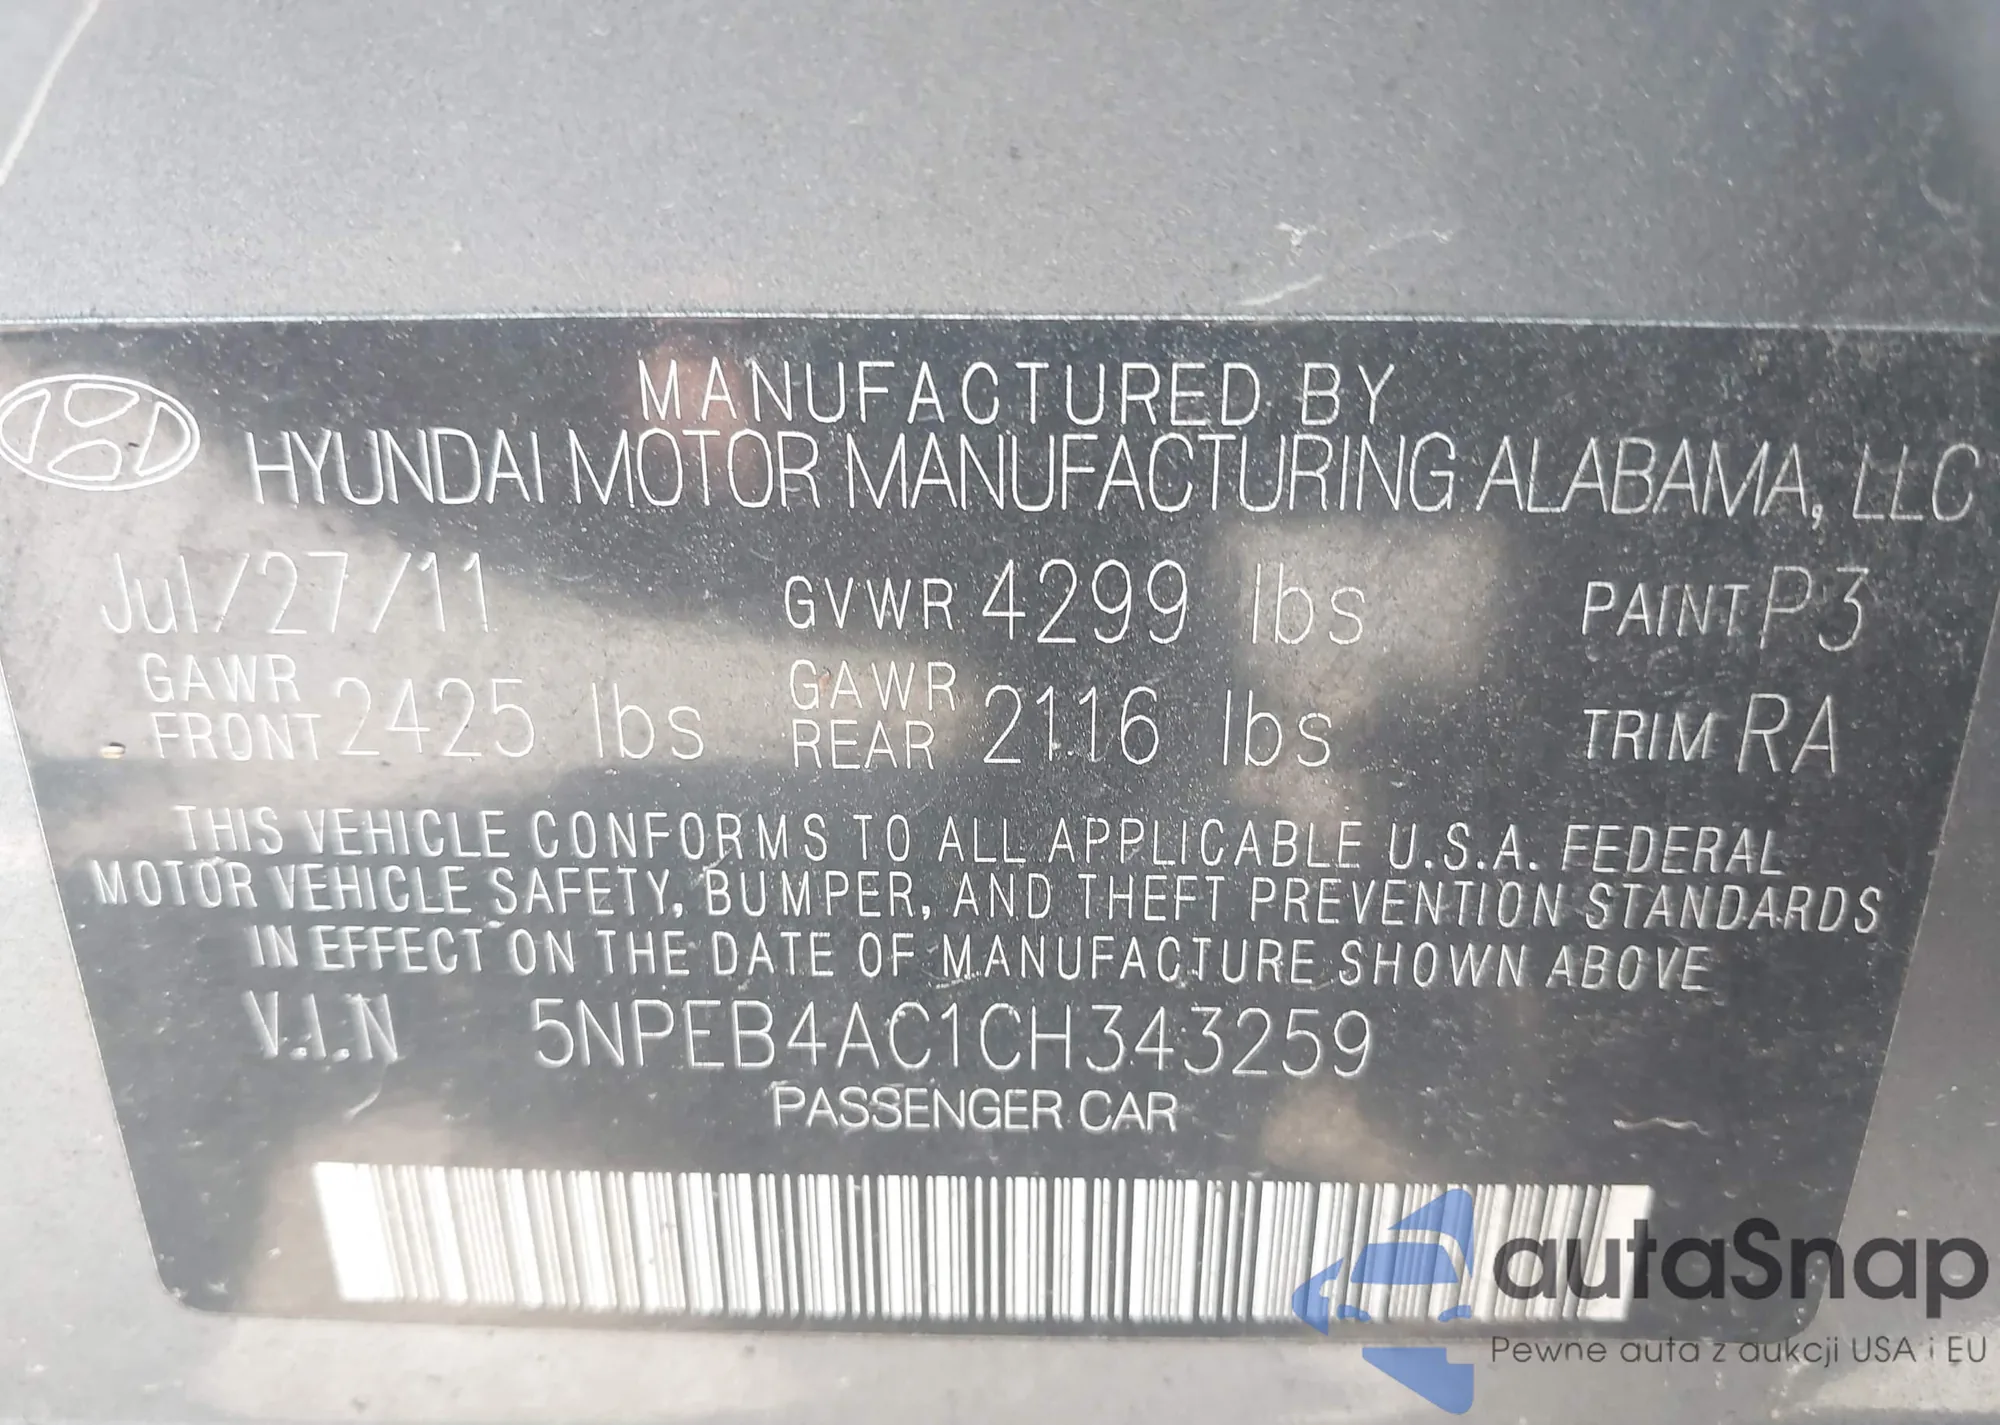 MANUFACTURED BY
HYUNDAI MOTOR MANUFACTURING ALABAMA, LLC
Jul/27/11 GVWR 4299 lbs PAINT P3
GAWR FRONT 2425 lbs GAWR REAR 2116 lbs TRIM RA
THIS VEHICLE CONFORMS TO ALL APPLICABLE U.S.A. FEDERAL
MOTOR VEHICLE SAFETY, BUMPER, AND THEFT PREVENTION STANDARDS
IN EFFECT ON THE DATE OF MANUFACTURE SHOWN ABOVE
V.I.N 5NPEB4AC1CH343259
PASSENGER CAR
autaSnap
Pewne auta z aukcji USA i EU